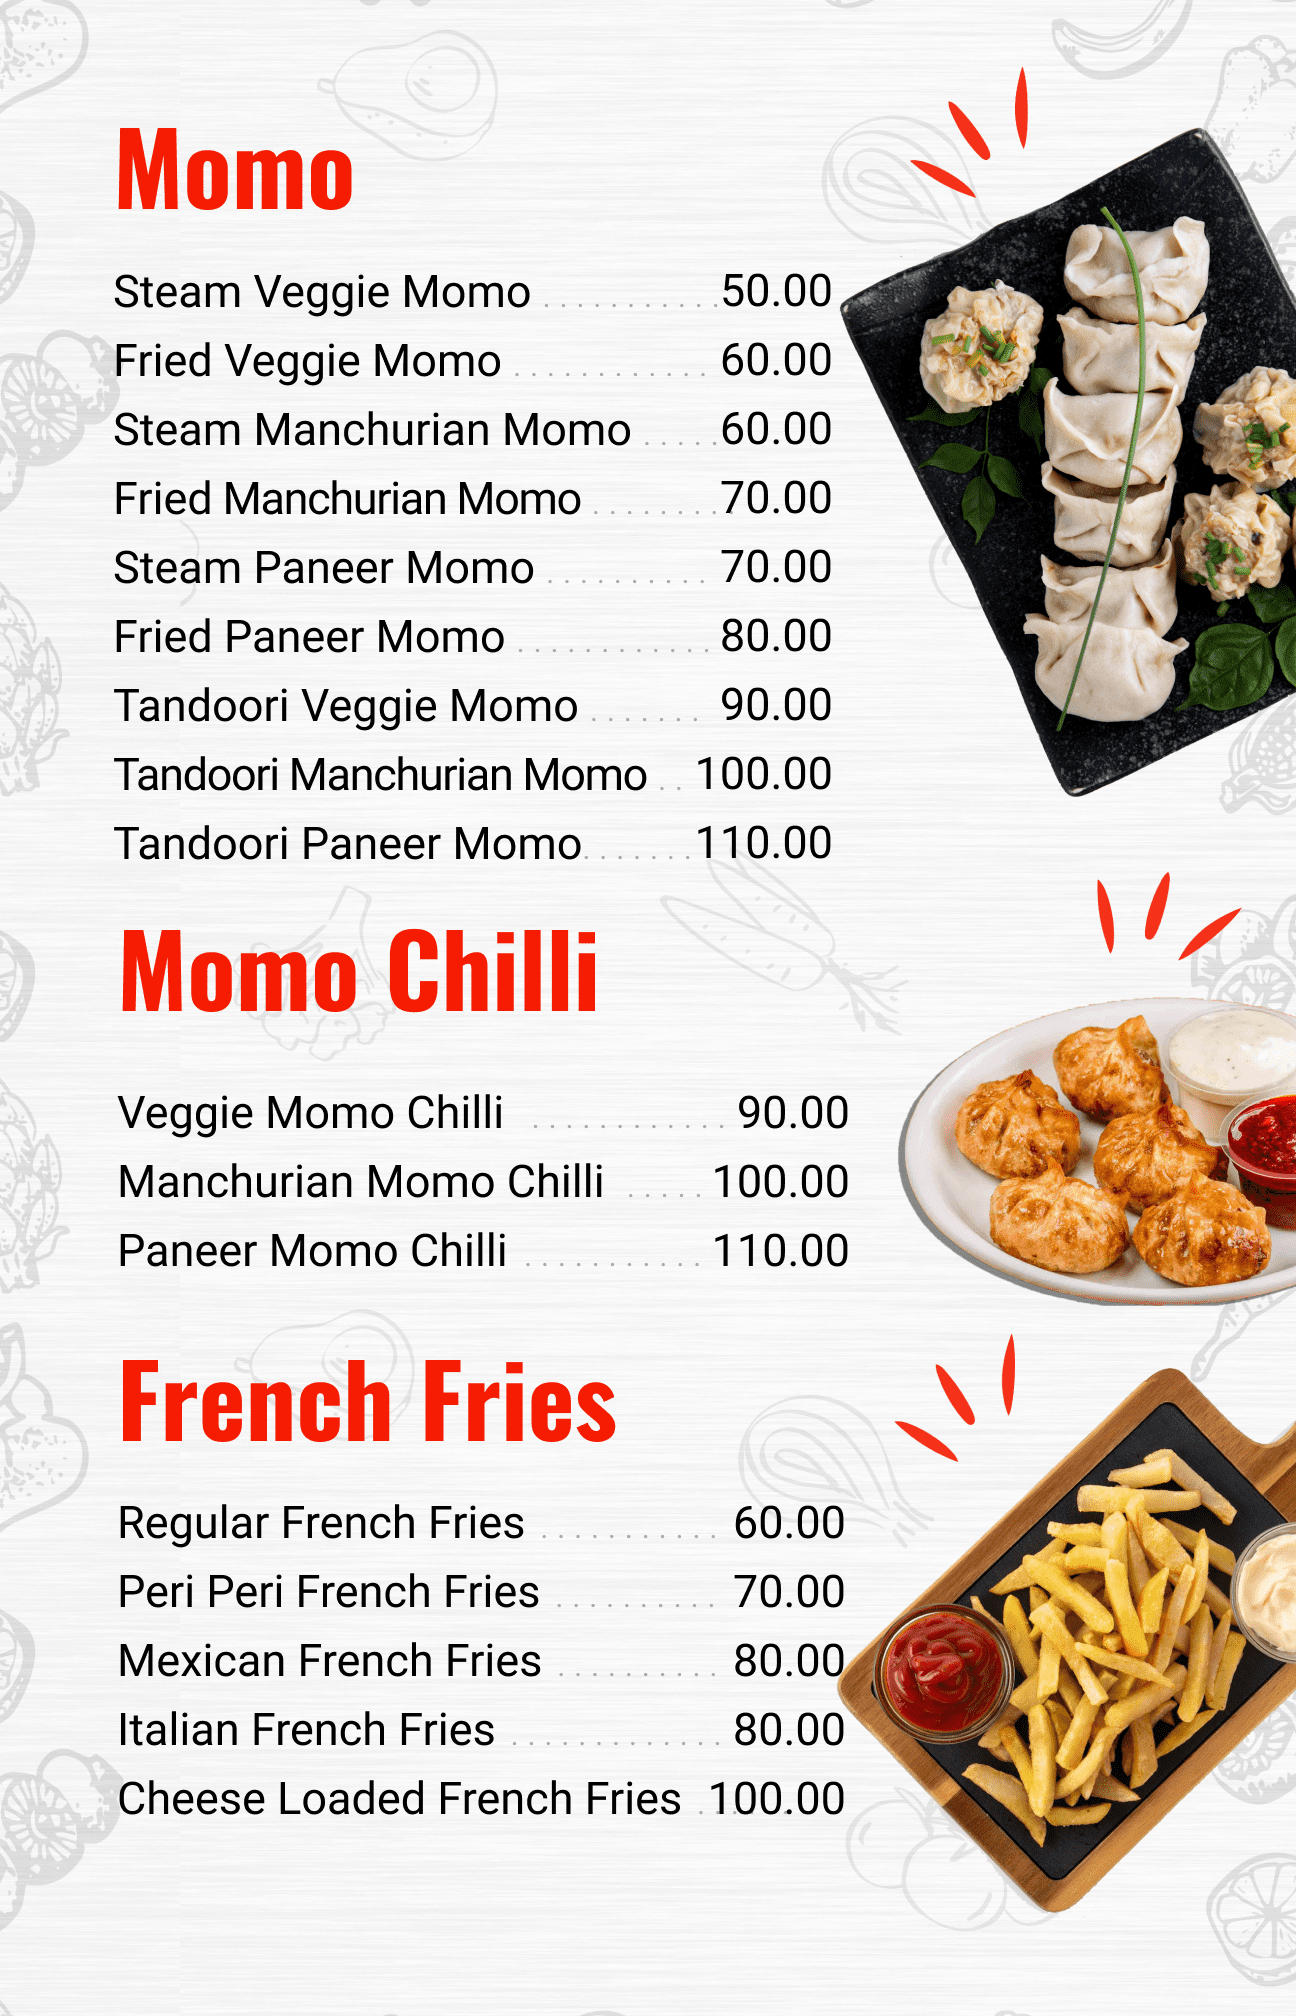 Momo
Steam Veggie Momo ........... 50.00
Fried Veggie Momo ............ 60.00
Steam Manchurian Momo ..... 60.00
Fried Manchurian Momo ......... 70.00
Steam Paneer Momo .......... 70.00
Fried Paneer Momo ............ 80.00
Tandoori Veggie Momo ....... 90.00
Tandoori Manchurian Momo .. 100.00
Tandoori Paneer Momo ....... 110.00
Momo Chilli
Veggie Momo Chilli ............ 90.00
Manchurian Momo Chilli ..... 100.00
Paneer Momo Chilli ........... 110.00
French Fries
Regular French Fries ........... 60.00
Peri Peri French Fries .......... 70.00
Mexican French Fries .......... 80.00
Italian French Fries ............. 80.00
Cheese Loaded French Fries ...... 100.00